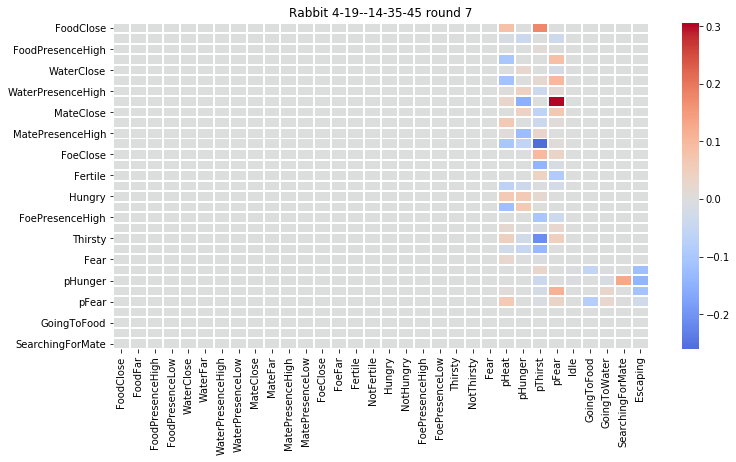 Rabbit 4-19--14-35-45 round 7
FoodClose
FoodPresenceHigh
WaterClose
WaterPresenceHigh
MateClose
MatePresenceHigh
FoeClose
Fertile
Hungry
FoePresenceHigh
Thirsty
Fear
pHunger
pFear
GoingToFood
SearchingForMate
0.3
0.2
0.1
0.0
−0.1
−0.2
FoodClose
FoodFar
FoodPresenceHigh
FoodPresenceLow
WaterClose
WaterFar
WaterPresenceHigh
WaterPresenceLow
MateClose
MateFar
MatePresenceHigh
MatePresenceLow
FoeClose
FoeFar
Fertile
NotFertile
Hungry
NotHungry
FoePresenceHigh
FoePresenceLow
Thirsty
NotThirsty
Fear
pHeat
pHunger
pThirst
pFear
Idle
GoingToFood
GoingToWater
SearchingForMate
Escaping